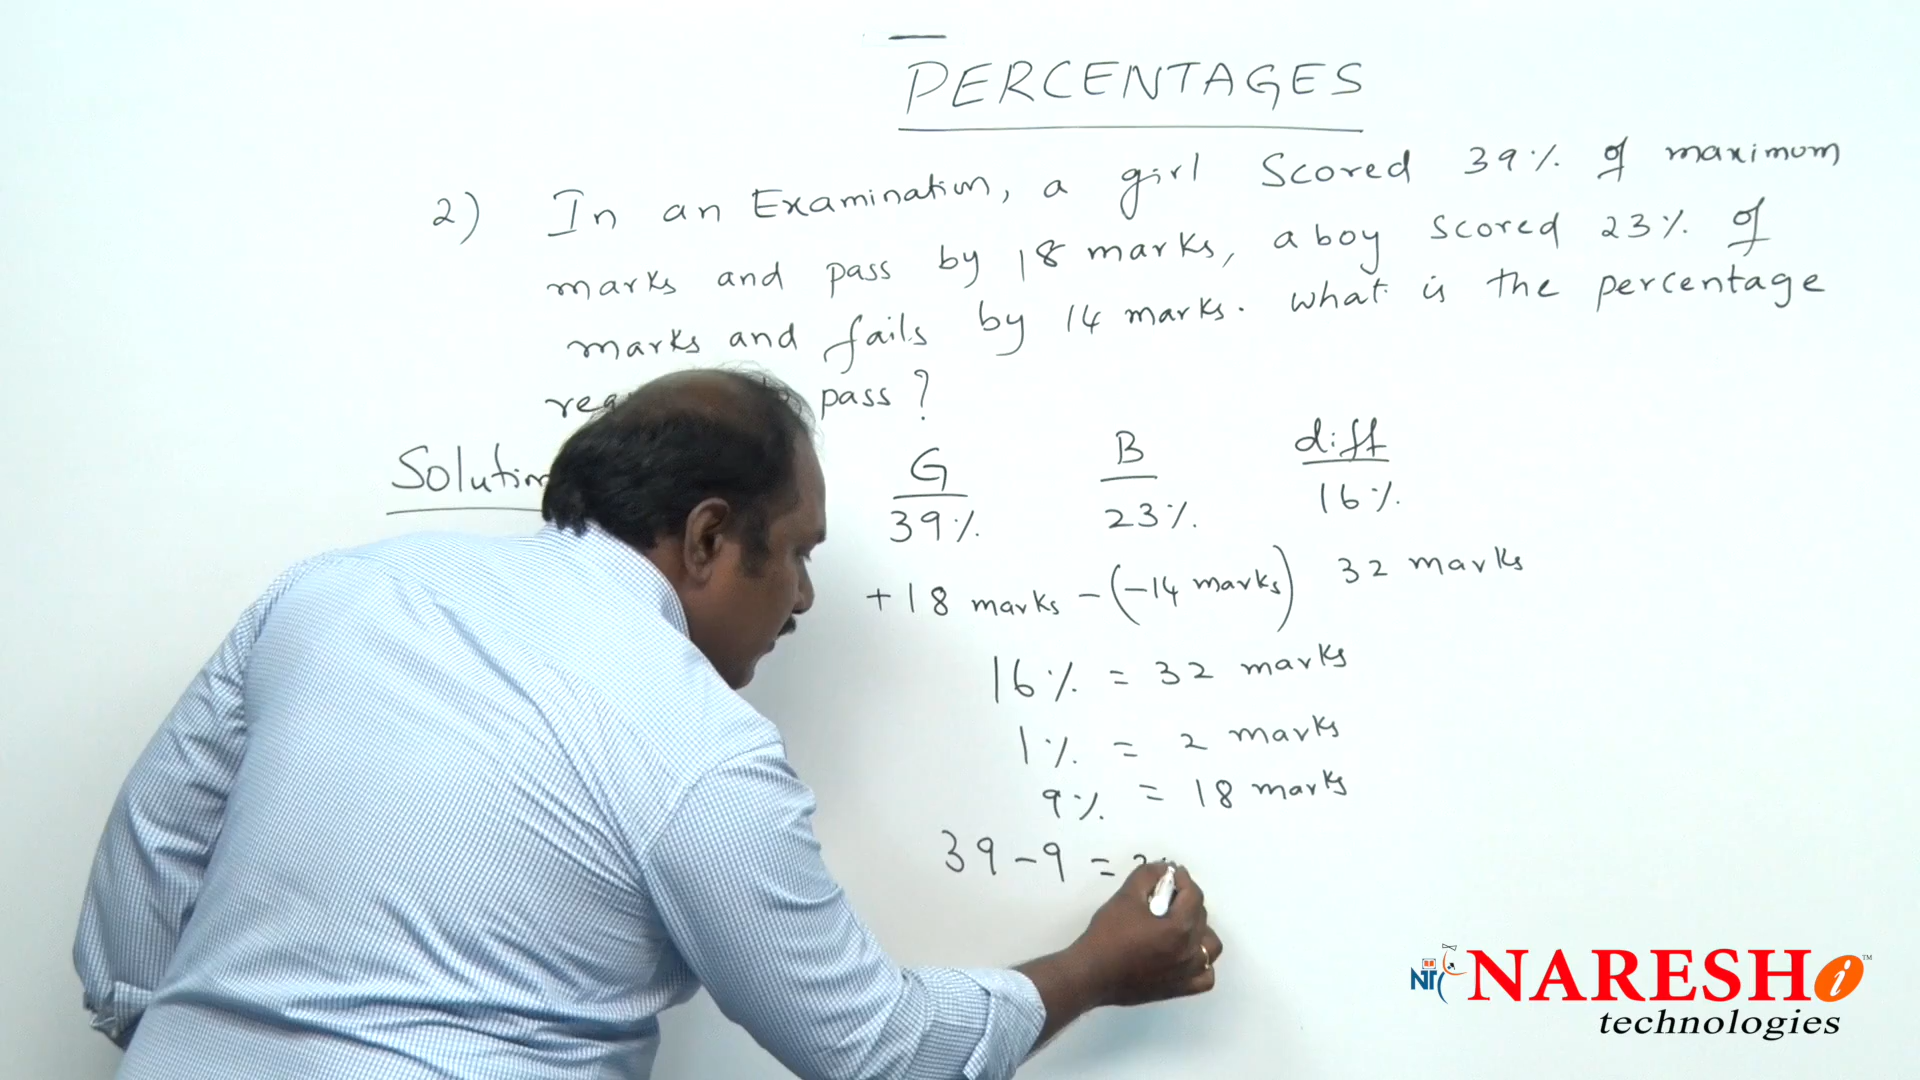 PERCENTAGES
2) In an Examination, a girl Scored 39% of maximum
marks and pass by 18 marks, a boy scored 23% of
marks and fails by 14 marks. what is the percentage
pass ?
Solution
G B diff
39% 23% 16%
+18 marks -(-14 marks) 32 marks
16% = 32 marks
1% = 2 marks
9% = 18 marks
39-9 =
NARESH i ™
technologies